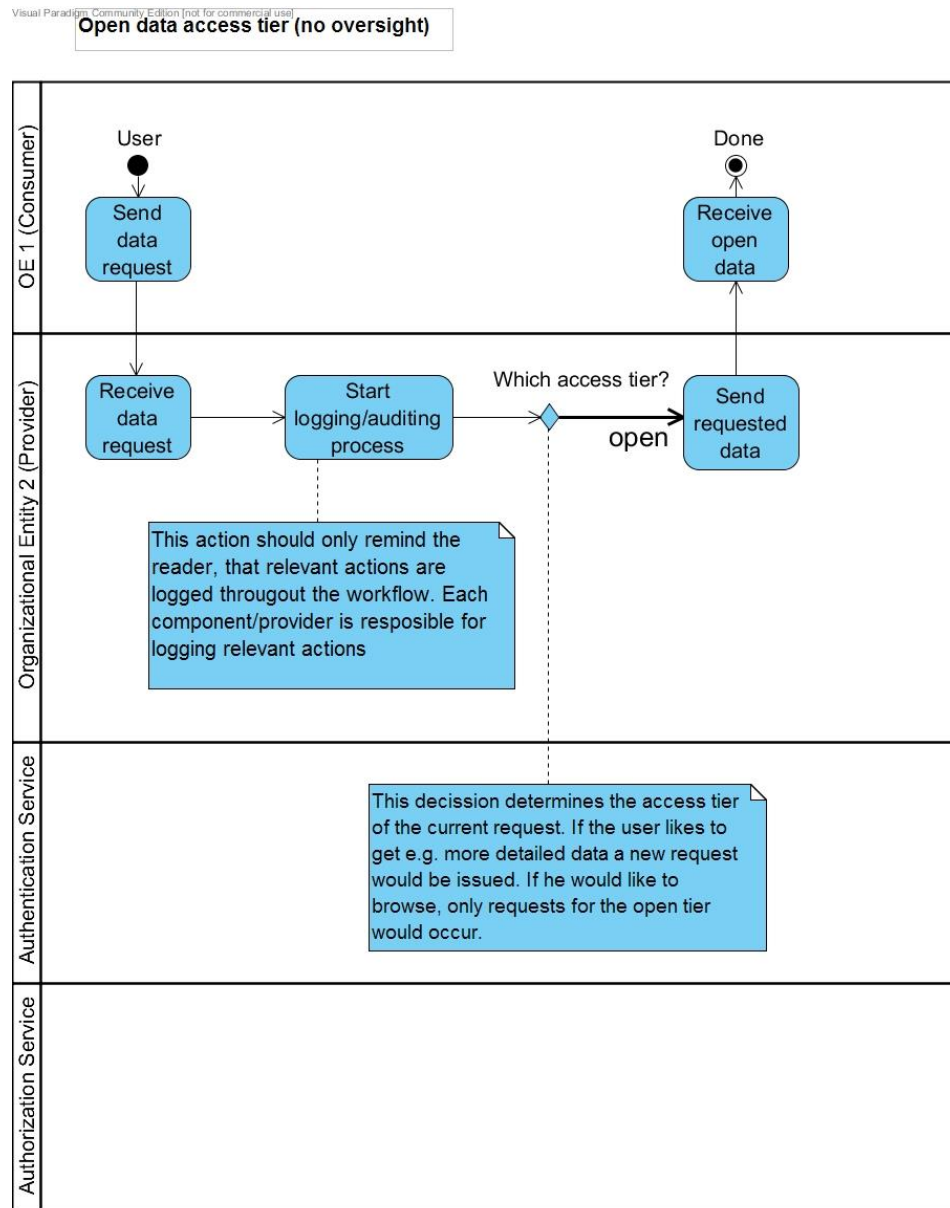 Visual Paradigm Community Edition [not for commercial use]
Open data access tier (no oversight)
OE 1 (Consumer)
User
Send
data
request
Done
Receive
open
data
Organizational Entity 2 (Provider)
Receive
data
request
Start
logging/auditing
process
Which access tier?
open
Send
requested
data
This action should only remind the
reader, that relevant actions are
logged througout the workflow. Each
component/provider is resposible for
logging relevant actions
Authentication Service
This decission determines the access tier
of the current request. If the user likes to
get e.g. more detailed data a new request
would be issued. If he would like to
browse, only requests for the open tier
would occur.
Authorization Service